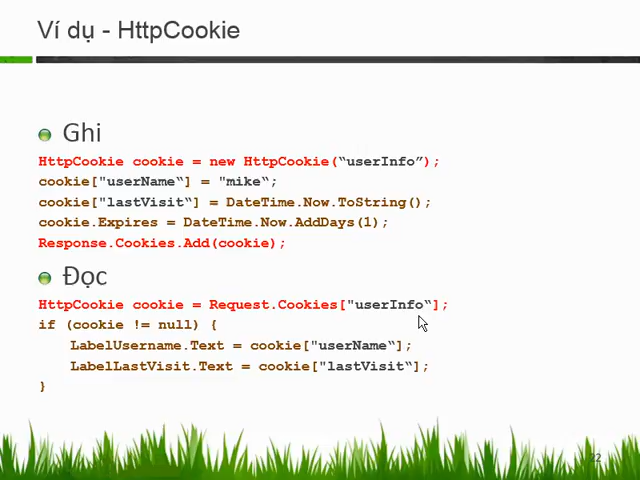 Ví dụ - HttpCookie
Ghi
HttpCookie cookie = new HttpCookie(“userInfo”);
cookie["userName“] = "mike“;
cookie["lastVisit“] = DateTime.Now.ToString();
cookie.Expires = DateTime.Now.AddDays(1);
Response.Cookies.Add(cookie);
Đọc
HttpCookie cookie = Request.Cookies["userInfo“];
if (cookie != null) {
LabelUsername.Text = cookie["userName“];
LabelLastVisit.Text = cookie["lastVisit“];
}